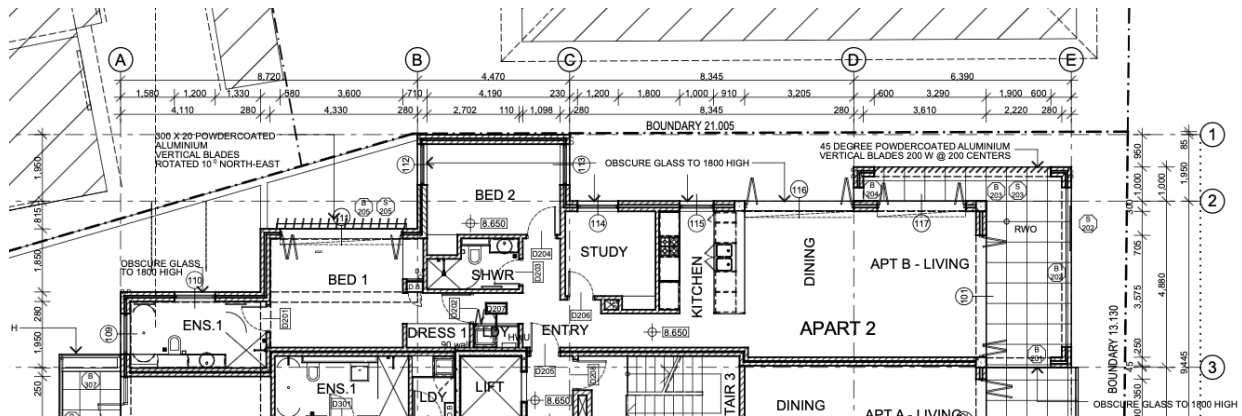 A
B
C
D
E
8.720
4,470
8.345
6.390
1,580
1,200
1,330
580
3,600
710
4,190
230
1,200
1,800
1,000
910
3,205
600
3,290
1,900
600
4,110
280
4,330
280
2,702
110
1,098
280
8.345
280
3,610
2,220
280
BOUNDARY 21.005
1
85
950
300 X 20 POWDERCOATED
ALUMINIUM
VERTICAL BLADES
ROTATED 10° NORTH-EAST
45 DEGREE POWDERCOATED ALUMINIUM
VERTICAL BLADES 200 W @ 200 CENTERS
OBSCURE GLASS TO 1800 HIGH
112
113
1,950
1,000
1,000
1,950
BED 2
116
B
204
B
203
S
203
B
205
S
205
2
300
815
111
8.650
114
115
117
S
202
RWO
STUDY
D204
DINING
705
1,850
OBSCURE GLASS
TO 1800 HIGH
SHWR
D203
KITCHEN
APT B - LIVING
B
202
110
BED 1
D.B
101
3,575
4,880
280
D202
D207
D206
109
ENS.1
D201
DRESS 1
LDY
HWU
ENTRY
8.650
APART 2
BOUNDARY 13.130
H
1,950
D205
B
201
250
45
3
B
307
ENS.1
D301
LDY
LIFT
D208
8.650
DINING
APT A - LIVING
9.445
350
250
OBSCURE GLASS TO 1800 HIGH